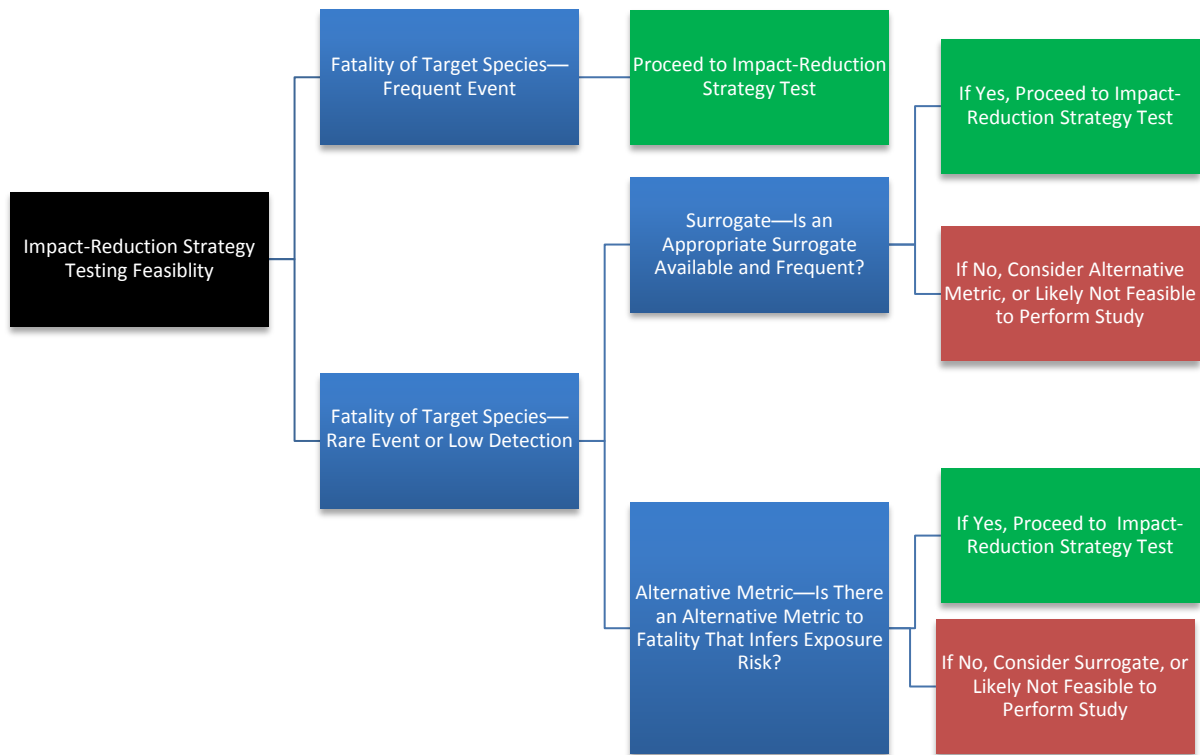 Impact-Reduction Strategy
Testing Feasiblity
Fatality of Target Species—
Frequent Event
Proceed to Impact-Reduction
Strategy Test
Fatality of Target Species—
Rare Event or Low Detection
Surrogate—Is an
Appropriate Surrogate
Available and Frequent?
If Yes, Proceed to Impact-
Reduction Strategy Test
If No, Consider Alternative
Metric, or Likely Not Feasible
to Perform Study
Alternative Metric—Is There
an Alternative Metric to
Fatality That Infers Exposure
Risk?
If Yes, Proceed to Impact-
Reduction Strategy Test
If No, Consider Surrogate, or
Likely Not Feasible to
Perform Study